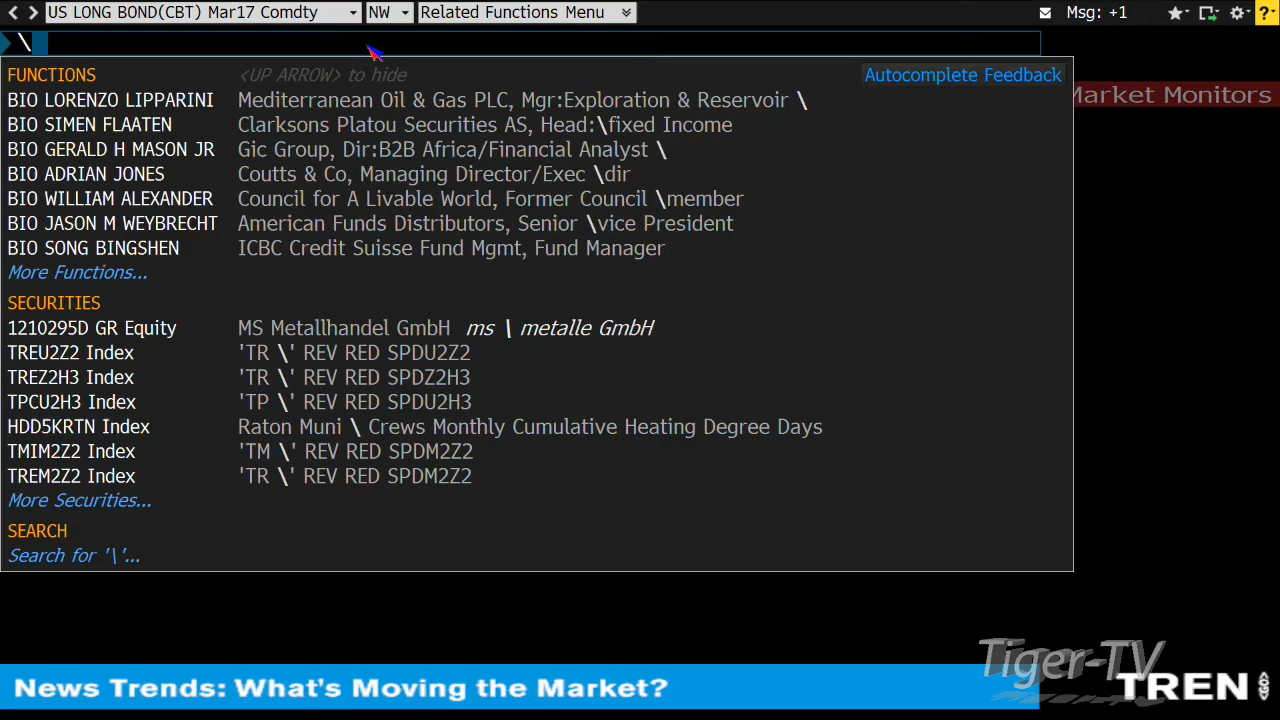 US LONG BOND(CBT) Mar17 Comdty NW Related Functions Menu Msg: +1 ?
\
FUNCTIONS <UP ARROW> to hide Autocomplete Feedback
BIO LORENZO LIPPARINI Mediterranean Oil & Gas PLC, Mgr:Exploration & Reservoir \
Market Monitors
BIO SIMEN FLAATEN Clarksons Platou Securities AS, Head:\fixed Income
BIO GERALD H MASON JR Gic Group, Dir:B2B Africa/Financial Analyst \
BIO ADRIAN JONES Coutts & Co, Managing Director/Exec \dir
BIO WILLIAM ALEXANDER Council for A Livable World, Former Council \member
BIO JASON M WEYBRECHT American Funds Distributors, Senior \vice President
BIO SONG BINGSHEN ICBC Credit Suisse Fund Mgmt, Fund Manager
More Functions...
SECURITIES
1210295D GR Equity MS Metallhandel GmbH ms \ metalle GmbH
TREU2Z2 Index 'TR \' REV RED SPDU2Z2
TREZ2H3 Index 'TR \' REV RED SPDZ2H3
TPCU2H3 Index 'TP \' REV RED SPDU2H3
HDD5KRTN Index Raton Muni \ Crews Monthly Cumulative Heating Degree Days
TMIM2Z2 Index 'TM \' REV RED SPDM2Z2
TREM2Z2 Index 'TR \' REV RED SPDM2Z2
More Securities...
SEARCH
Search for '\'...
Tiger-TV
News Trends: What's Moving the Market? TREN <GO>